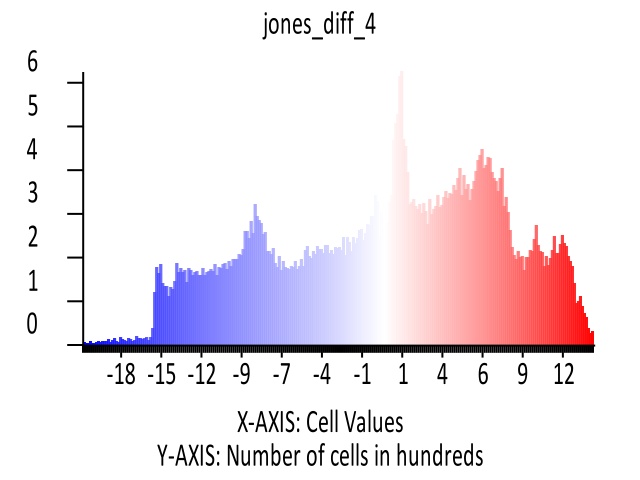 jones_diff_4
6
5
4
3
2
1
0
-18 -15 -12 -9 -7 -4 -1 1 4 6 9 12
X-AXIS: Cell Values
Y-AXIS: Number of cells in hundreds